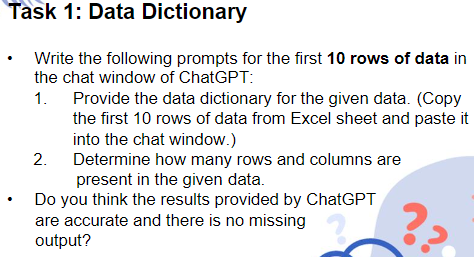 Task 1: Data Dictionary
• Write the following prompts for the first 10 rows of data in
the chat window of ChatGPT:
1. Provide the data dictionary for the given data. (Copy
the first 10 rows of data from Excel sheet and paste it
into the chat window.)
2. Determine how many rows and columns are
present in the given data.
• Do you think the results provided by ChatGPT
are accurate and there is no missing
output?